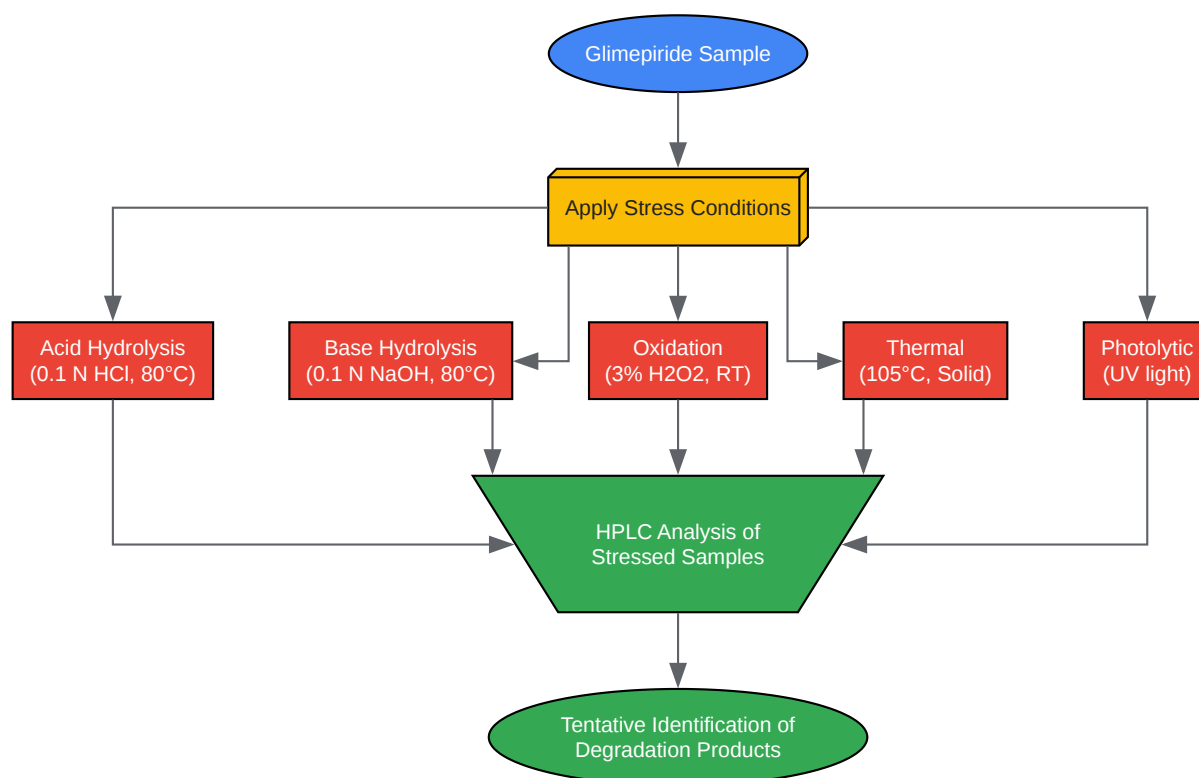 Glimepiride Sample
Apply Stress Conditions
Acid Hydrolysis
(0.1 N HCl, 80°C)
Base Hydrolysis
(0.1 N NaOH, 80°C)
Oxidation
(3% H2O2, RT)
Thermal
(105°C, Solid)
Photolytic
(UV light)
HPLC Analysis of
Stressed Samples
Tentative Identification of
Degradation Products